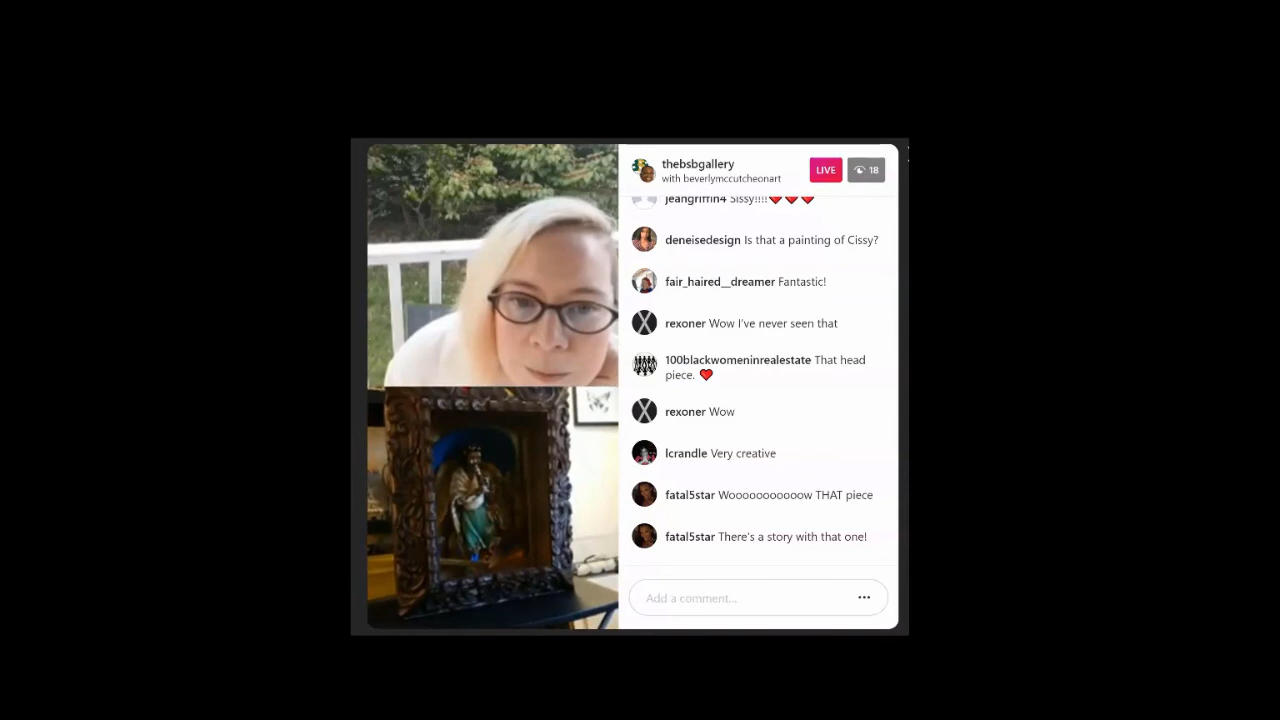 thebsbgallery
with beverlymccutcheonart
LIVE
18
jeangriffin4 Sissy!!!!❤️❤️❤️
deneisedesign Is that a painting of Cissy?
fair_haired__dreamer Fantastic!
rexoner Wow I've never seen that
100blackwomeninrealestate That head
piece. ❤️
rexoner Wow
lcrandle Very creative
fatal5star Wooooooooooow THAT piece
fatal5star There's a story with that one!
Add a comment...